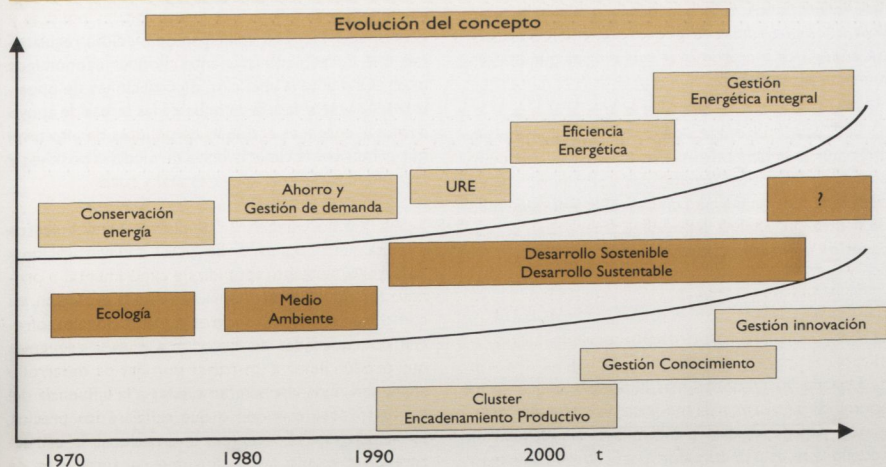 Evolución del concepto
Gestión
Energética integral
Eficiencia
Energética
URE
Ahorro y
Gestión de demanda
Conservación
energía
?
Desarrollo Sostenible
Desarrollo Sustentable
Medio
Ambiente
Ecología
Gestión innovación
Gestión Conocimiento
Cluster
Encadenamiento Productivo
1970 1980 1990 2000 t